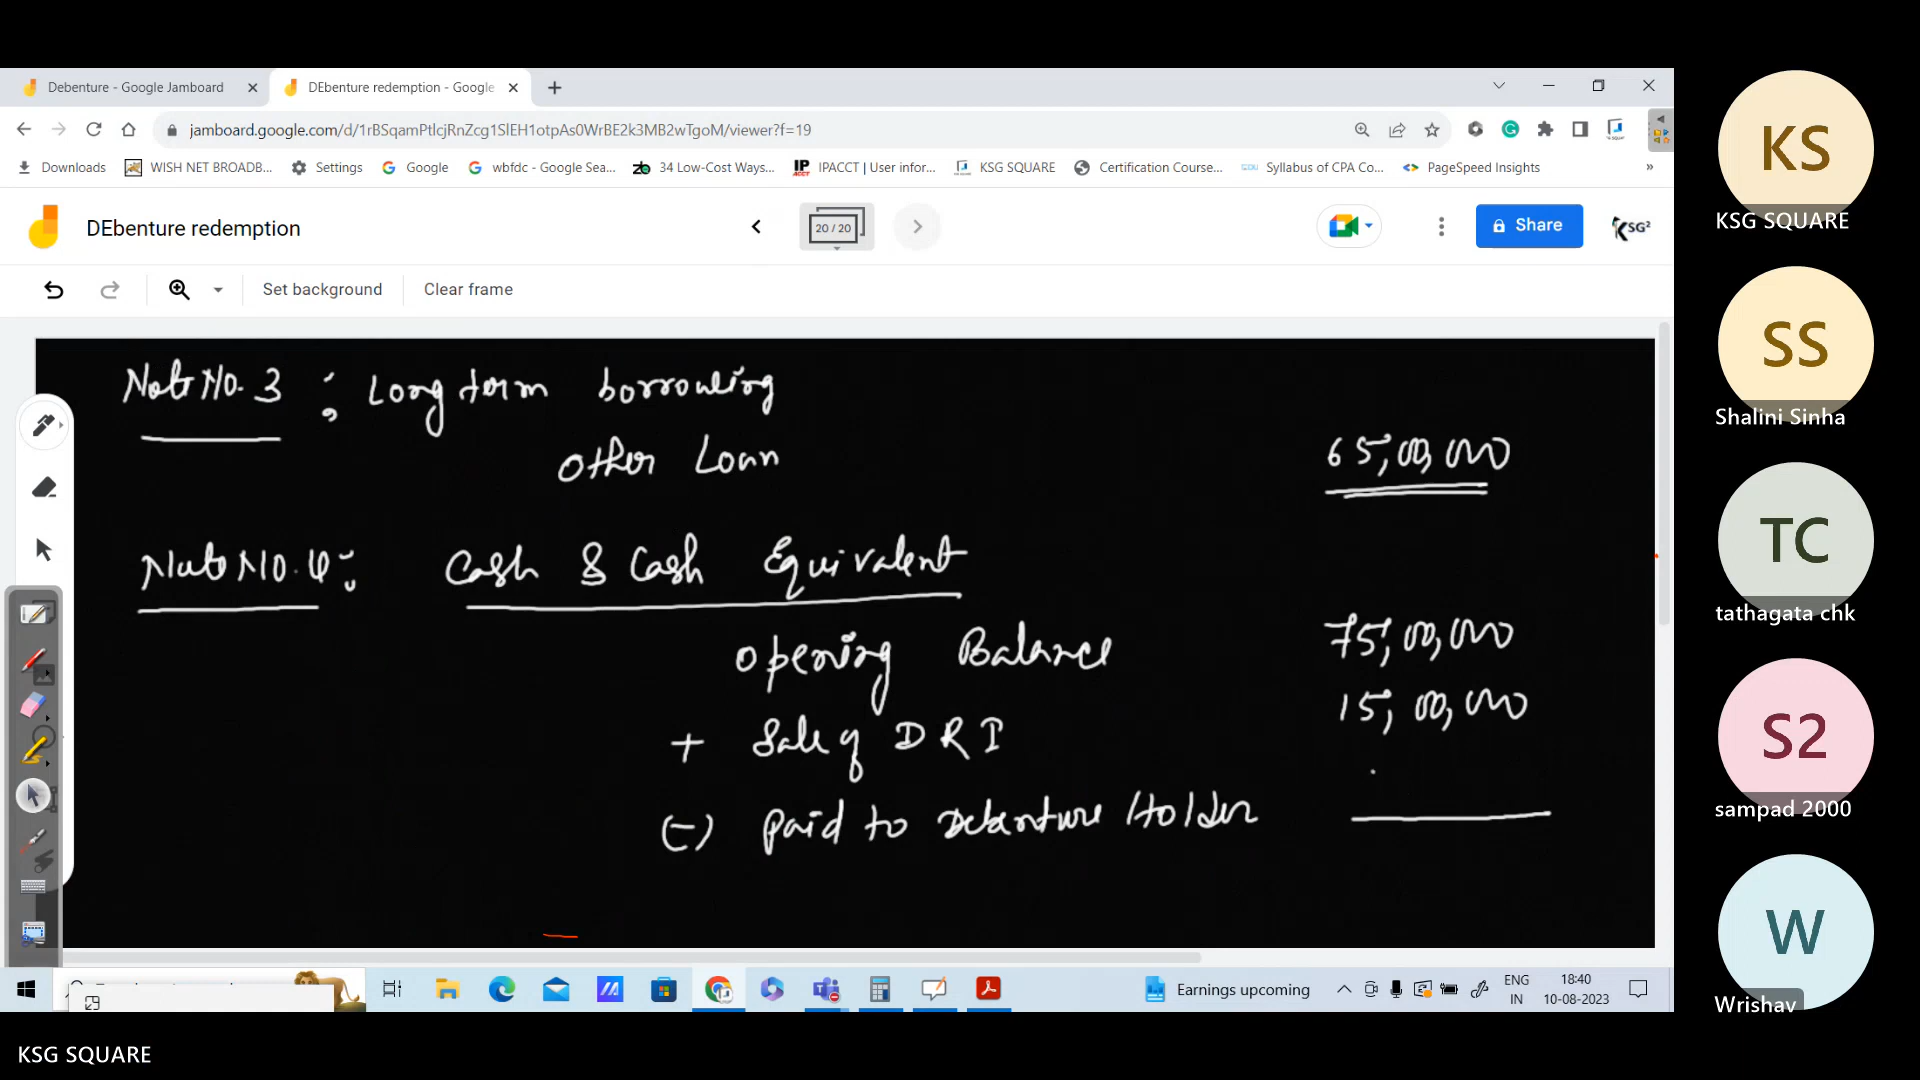 Debenture - Google Jamboard
DEbenture redemption - Google
jamboard.google.com/d/1rBSqamPtlcjRnZcg1SlEH1otpAs0WrBE2k3MB2wTgoM/viewer?f=19
Downloads WISH NET BROADB... Settings Google wbfdc - Google Sea... 34 Low-Cost Ways... IPACCT | User infor... KSG SQUARE Certification Course... Syllabus of CPA Co... PageSpeed Insights »
DEbenture redemption
20 / 20
Share
KSG²
Set background Clear frame
Note No. 3 : Long term borrowing
Other Loan 65,00,000
Note No. 4 : Cash & Cash Equivalent
Opening Balance 75,00,000
+ Sale of D R I 15,00,000
(-) Paid to Debenture Holder
Earnings upcoming
ENG
IN
18:40
10-08-2023
KS
KSG SQUARE
SS
Shalini Sinha
TC
tathagata chk
S2
sampad 2000
W
Wrishav
KSG SQUARE